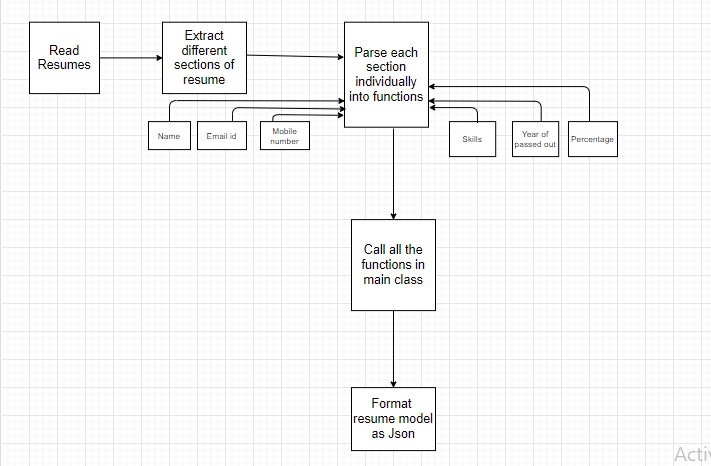 Read
Resumes
Extract
different
sections of
resume
Parse each
section
individually
into functions
Name
Email id
Mobile
number
Skills
Year of
passed out
Percentage
Call all the
functions in
main class
Format
resume model
as Json